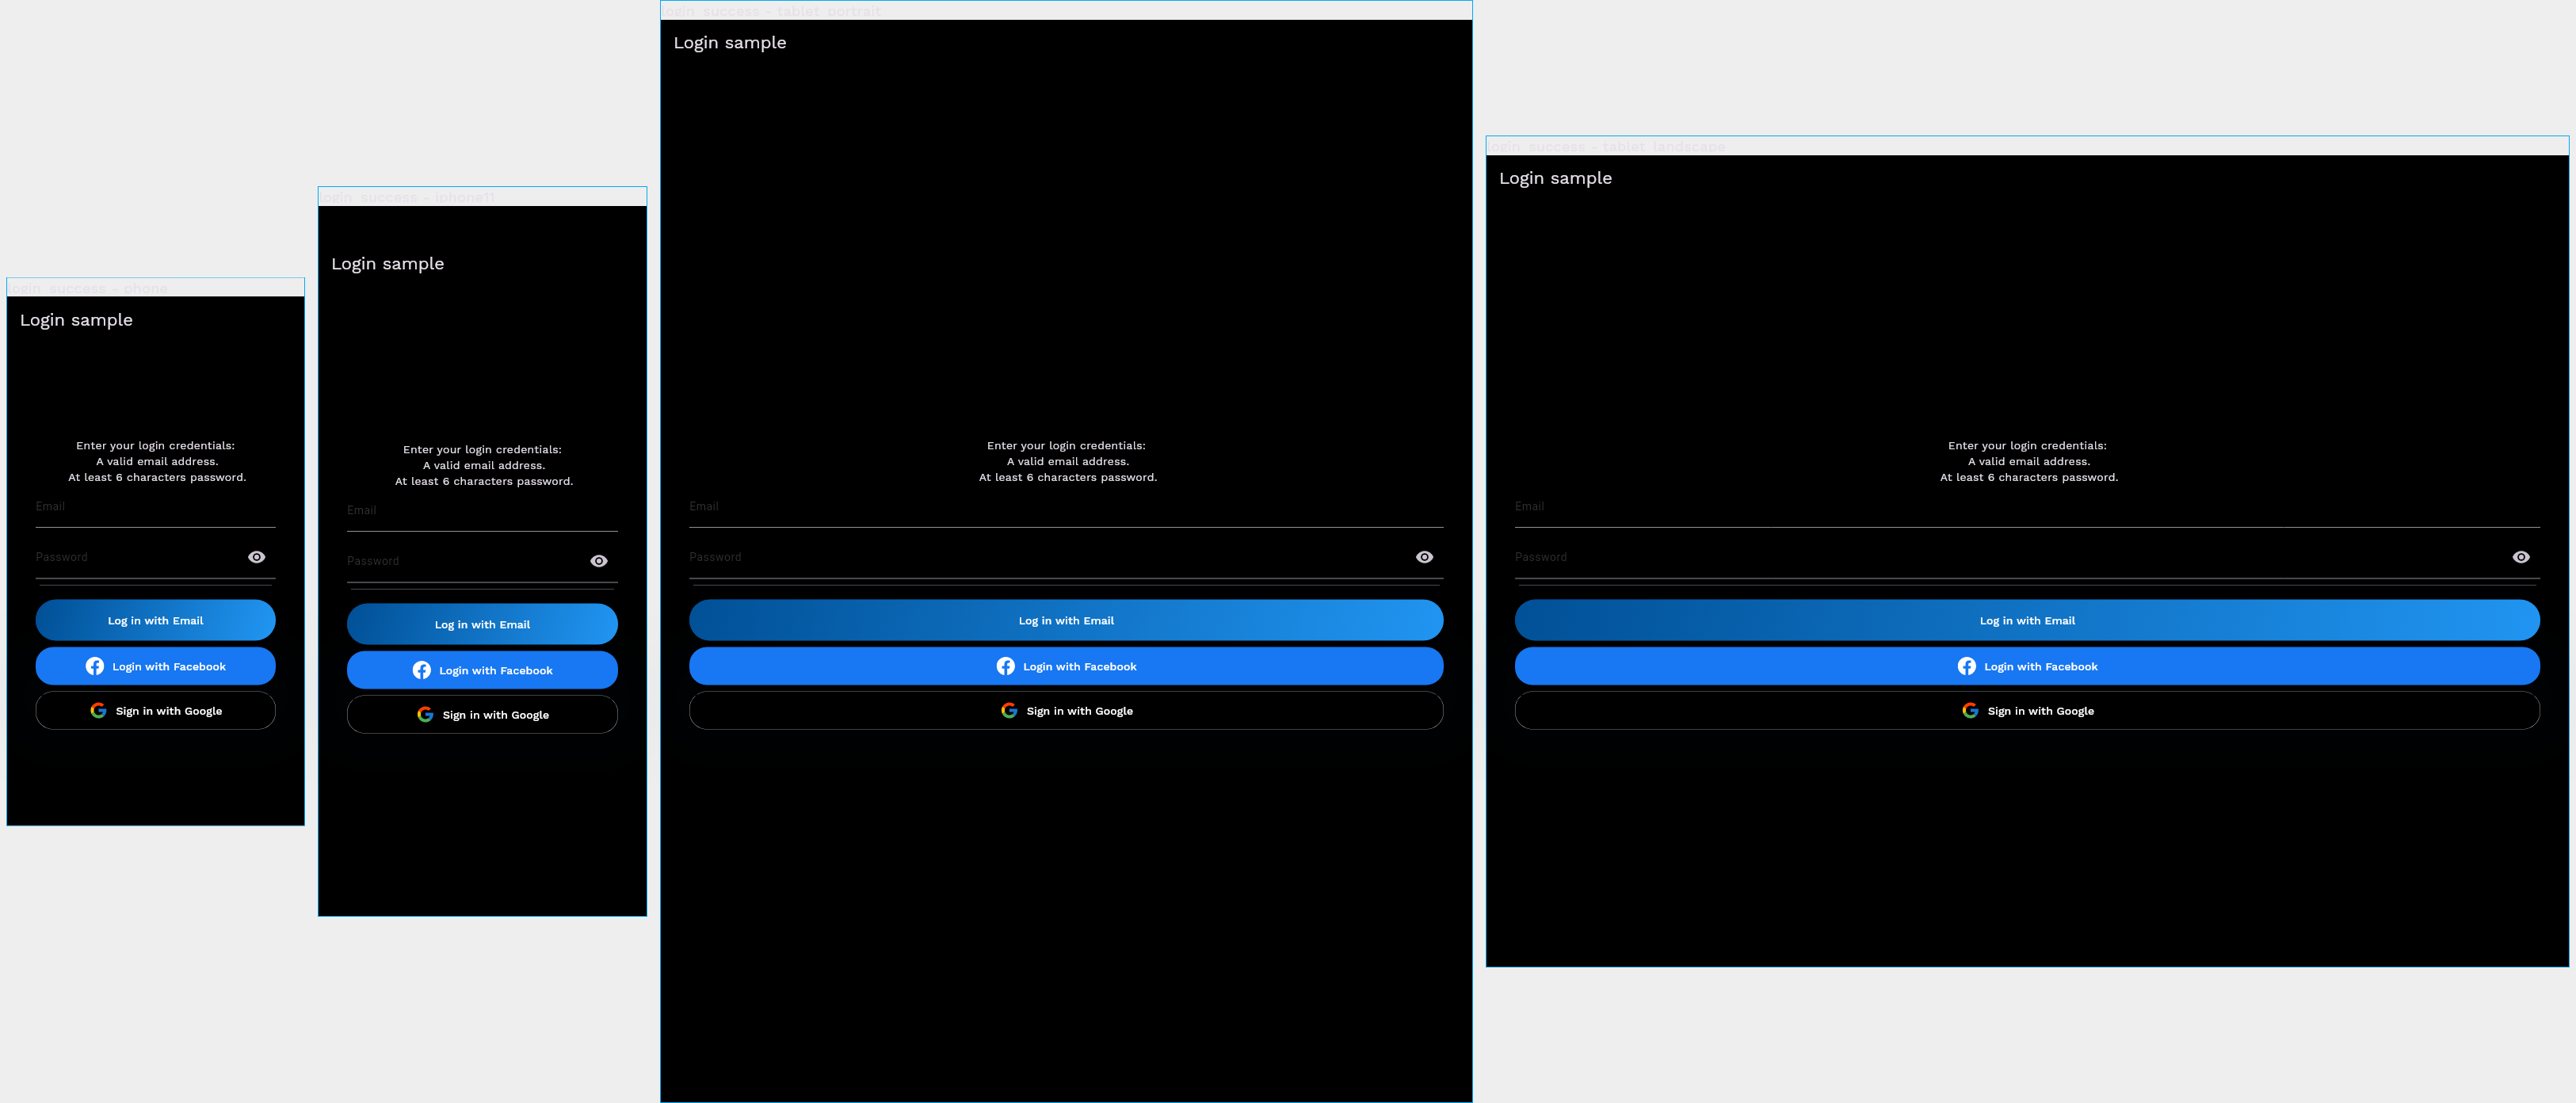 login_success - phone
Login sample
Enter your login credentials:
A valid email address.
At least 6 characters password.
Email
Password
Log in with Email
Login with Facebook
Sign in with Google
login_success - iphone11
Login sample
Enter your login credentials:
A valid email address.
At least 6 characters password.
Email
Password
Log in with Email
Login with Facebook
Sign in with Google
login_success - tablet_portrait
Login sample
Enter your login credentials:
A valid email address.
At least 6 characters password.
Email
Password
Log in with Email
Login with Facebook
Sign in with Google
login_success - tablet_landscape
Login sample
Enter your login credentials:
A valid email address.
At least 6 characters password.
Email
Password
Log in with Email
Login with Facebook
Sign in with Google